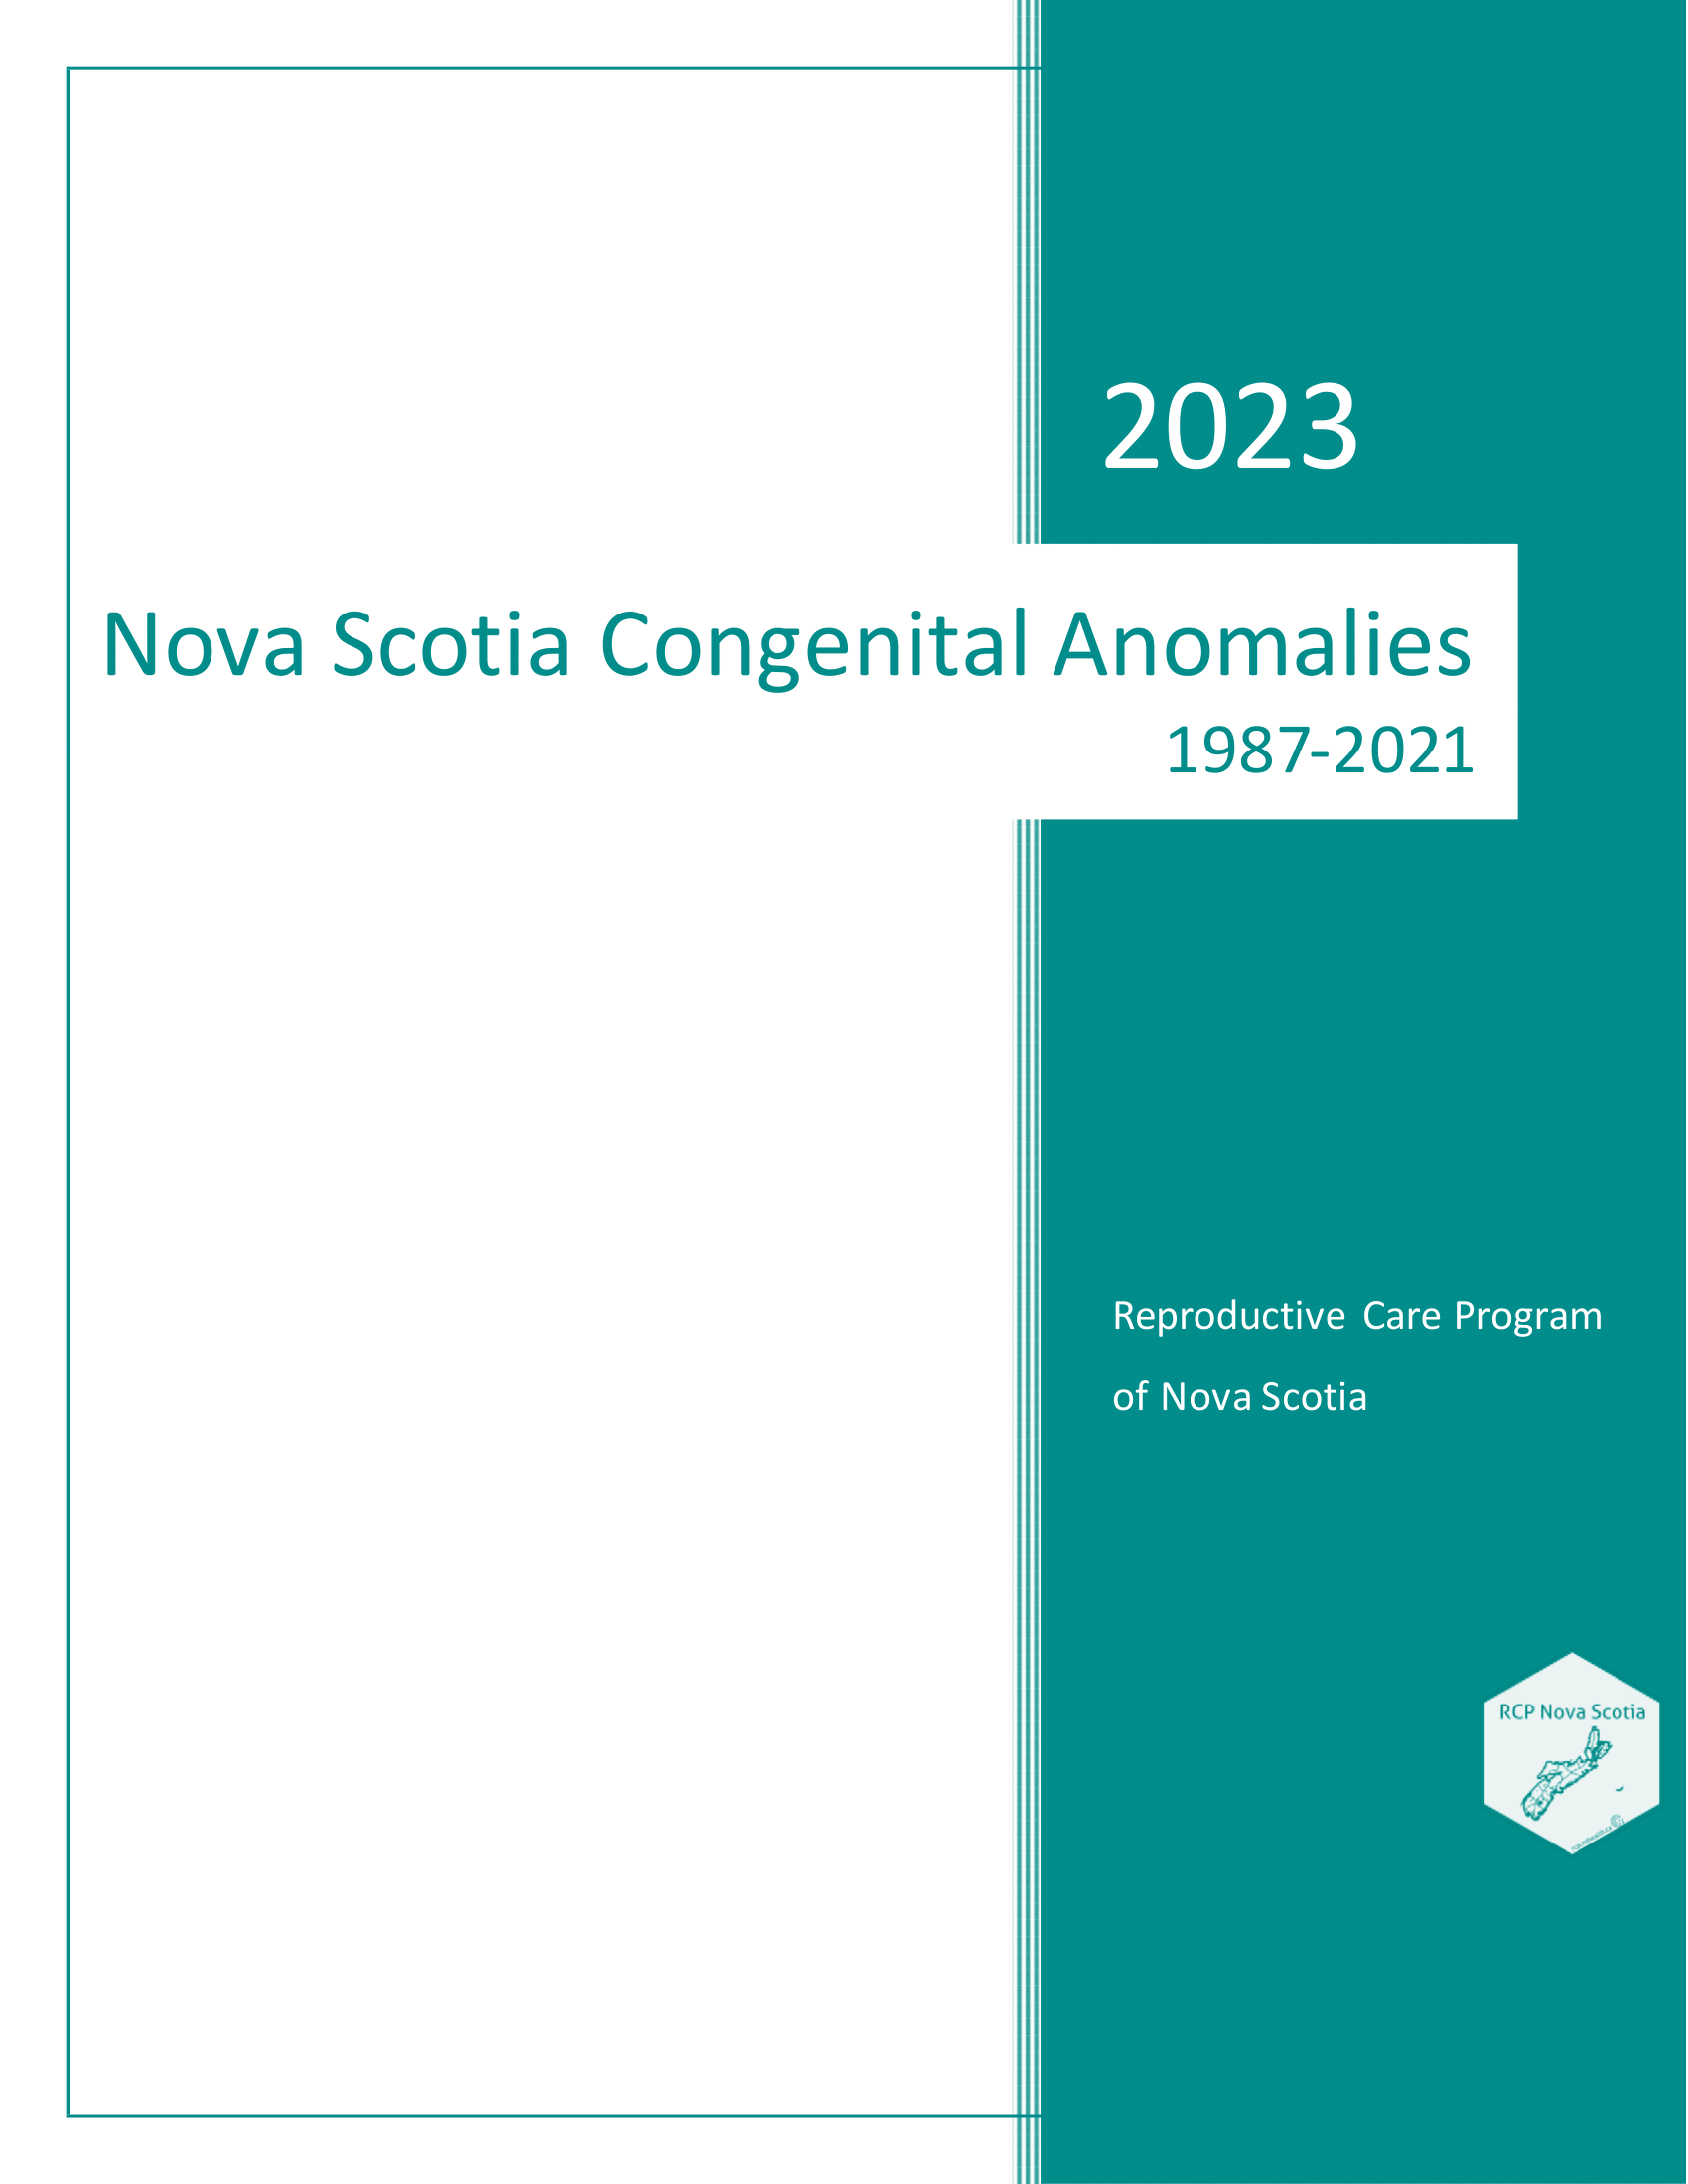 2023
Nova Scotia Congenital Anomalies
1987-2021
Reproductive Care Program
of Nova Scotia
RCP Nova Scotia